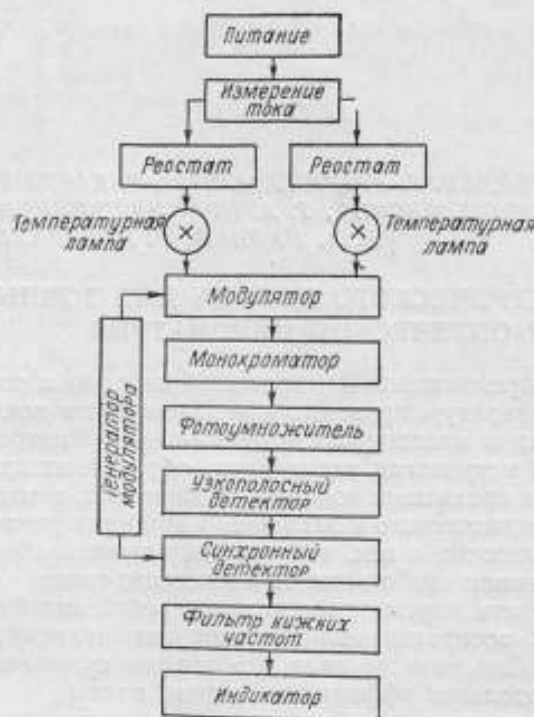 Питание
Измерение
тока
Реостат
Реостат
Температурная
лампа
Температурная
лампа
Модулятор
Монохроматор
Фотоумножитель
Генератор
модулятора
Узкополосный
детектор
Синхронный
детектор
Фильтр нижних
частот
Индикатор